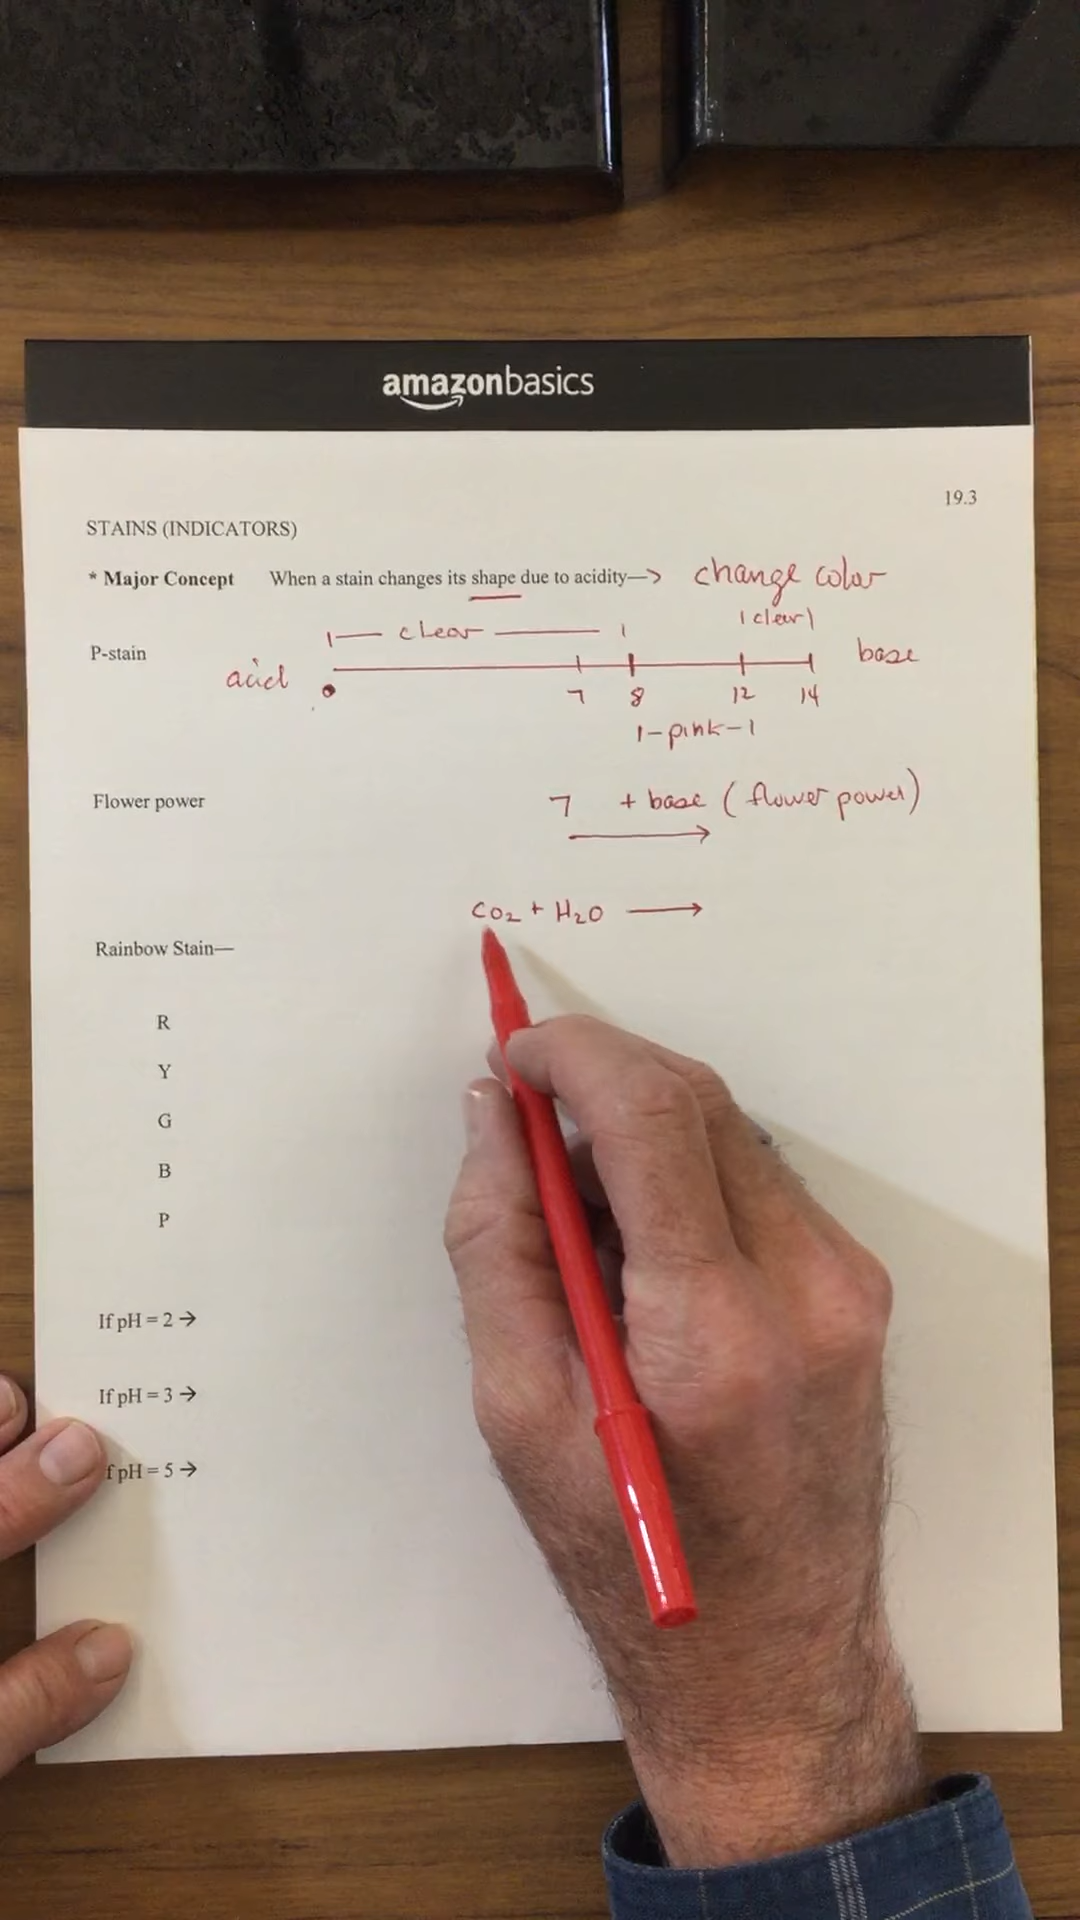 amazonbasics
19.3
STAINS (INDICATORS)
* Major Concept When a stain changes its shape due to acidity—> change color
|— clear —— | |clear|
P-stain acid base
7 8 12 14
|-pink-|
Flower power 7 + base (flower power)
CO2 + H2O →
Rainbow Stain—
R
Y
G
B
P
If pH = 2 →
If pH = 3 →
f pH = 5 →